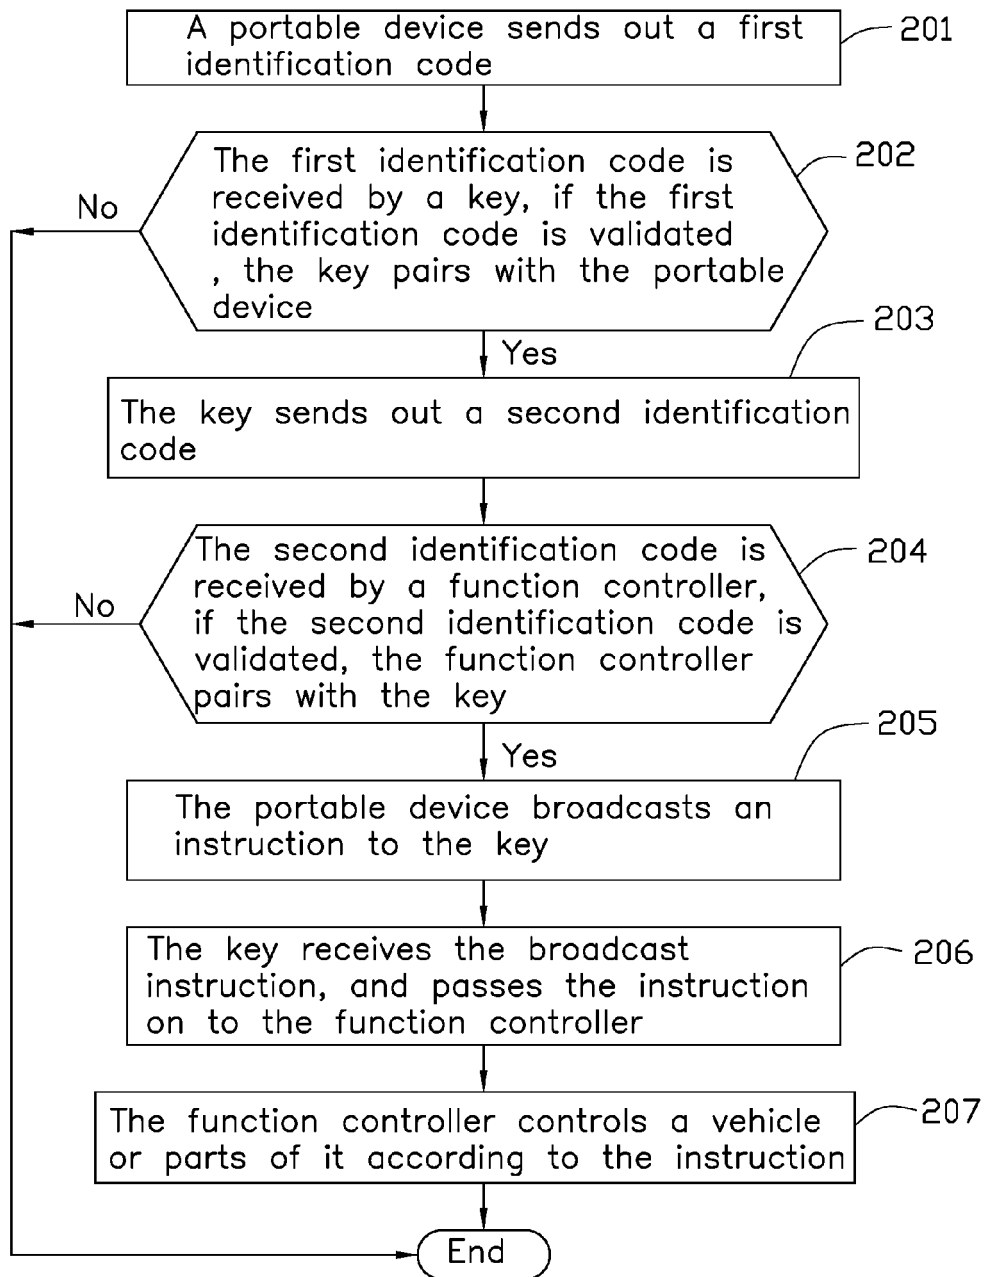 A portable device sends out a first
identification code
201
The first identification code is
received by a key, if the first
identification code is validated
, the key pairs with the portable
device
202
No
Yes
203
The key sends out a second identification
code
The second identification code is
received by a function controller,
if the second identification code is
validated, the function controller
pairs with the key
204
No
Yes
205
The portable device broadcasts an
instruction to the key
The key receives the broadcast
instruction, and passes the instruction
on to the function controller
206
The function controller controls a vehicle
or parts of it according to the instruction
207
End